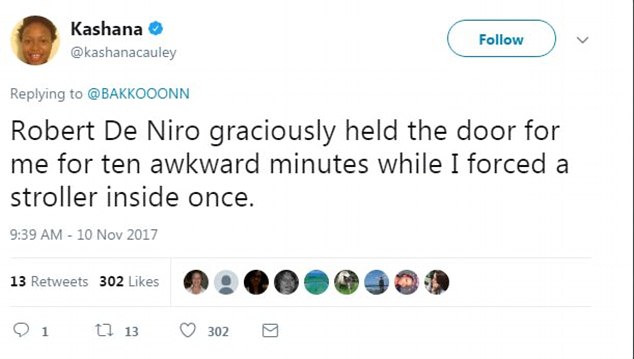 Kashana
@kashanacauley
Follow
Replying to @BAKKOOONN
Robert De Niro graciously held the door for
me for ten awkward minutes while I forced a
stroller inside once.
9:39 AM - 10 Nov 2017
13 Retweets 302 Likes
1 13 302